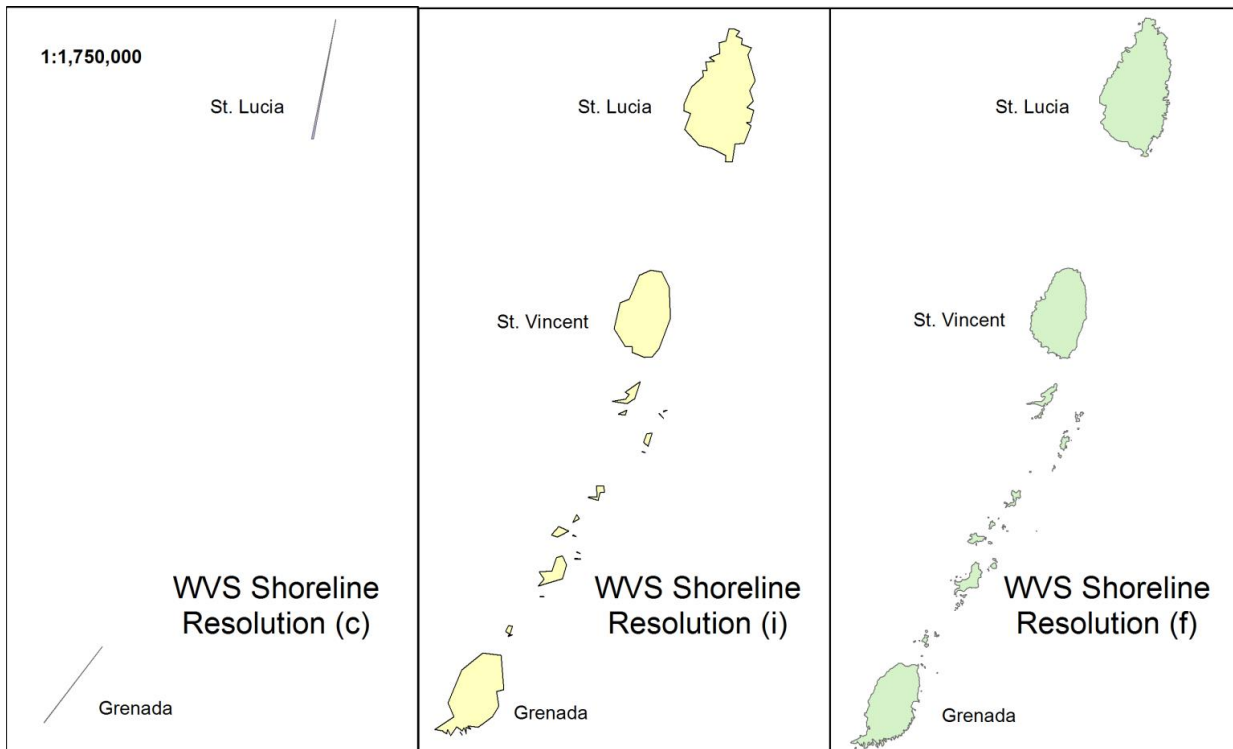 1:1,750,000
St. Lucia
WVS Shoreline
Resolution (c)
Grenada
St. Lucia
St. Vincent
WVS Shoreline
Resolution (i)
Grenada
St. Lucia
St. Vincent
WVS Shoreline
Resolution (f)
Grenada